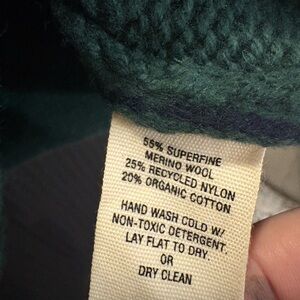 55% SUPERFINE
MERINO WOOL
25% RECYCLED NYLON
20% ORGANIC COTTON
HAND WASH COLD W/
NON-TOXIC DETERGENT.
LAY FLAT TO DRY.
OR
DRY CLEAN